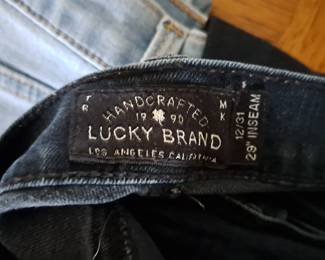 T M
R K
HANDCRAFTED
19 90
LUCKY BRAND
LOS ANGELES CALIFORNIA
12/31
29" INSEAM